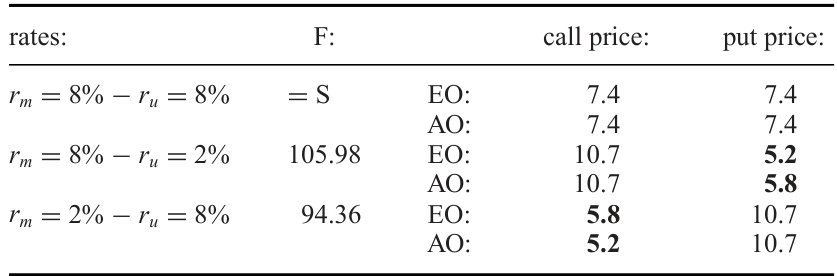 rates: F: call price: put price:
r_m = 8% − r_u = 8% = S EO: 7.4 7.4
AO: 7.4 7.4
r_m = 8% − r_u = 2% 105.98 EO: 10.7 5.2
AO: 10.7 5.8
r_m = 2% − r_u = 8% 94.36 EO: 5.8 10.7
AO: 5.2 10.7